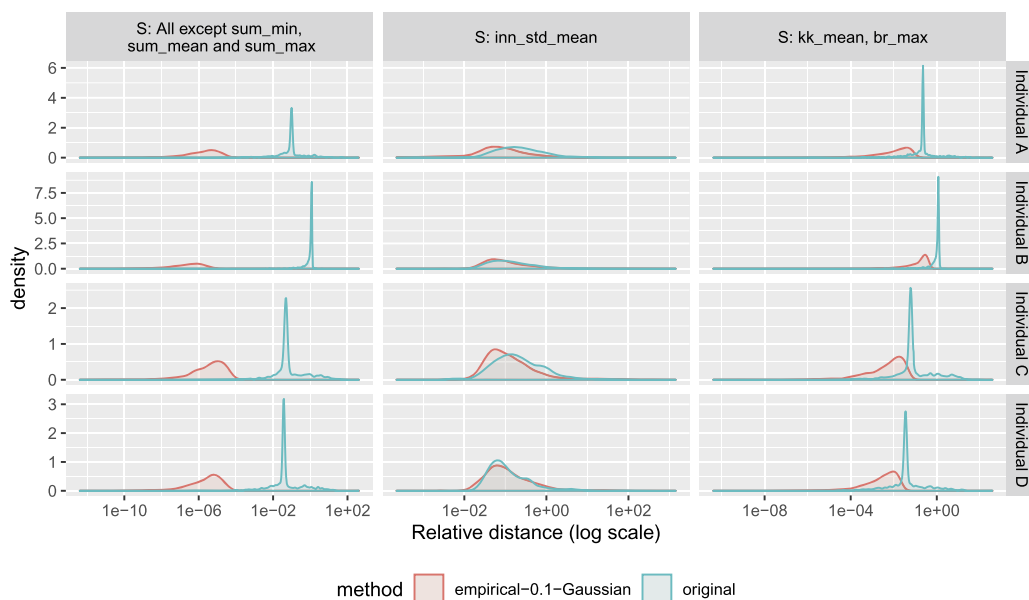 S: All except sum_min,
sum_mean and sum_max
S: inn_std_mean
S: kk_mean, br_max
6
4
2
0
Individual A
7.5
5.0
2.5
0.0
Individual B
2
1
0
Individual C
3
2
1
0
Individual D
density
1e−10 1e−06 1e−02 1e+02
1e−02 1e+00 1e+02
1e−08 1e−04 1e+00
Relative distance (log scale)
method empirical−0.1−Gaussian original